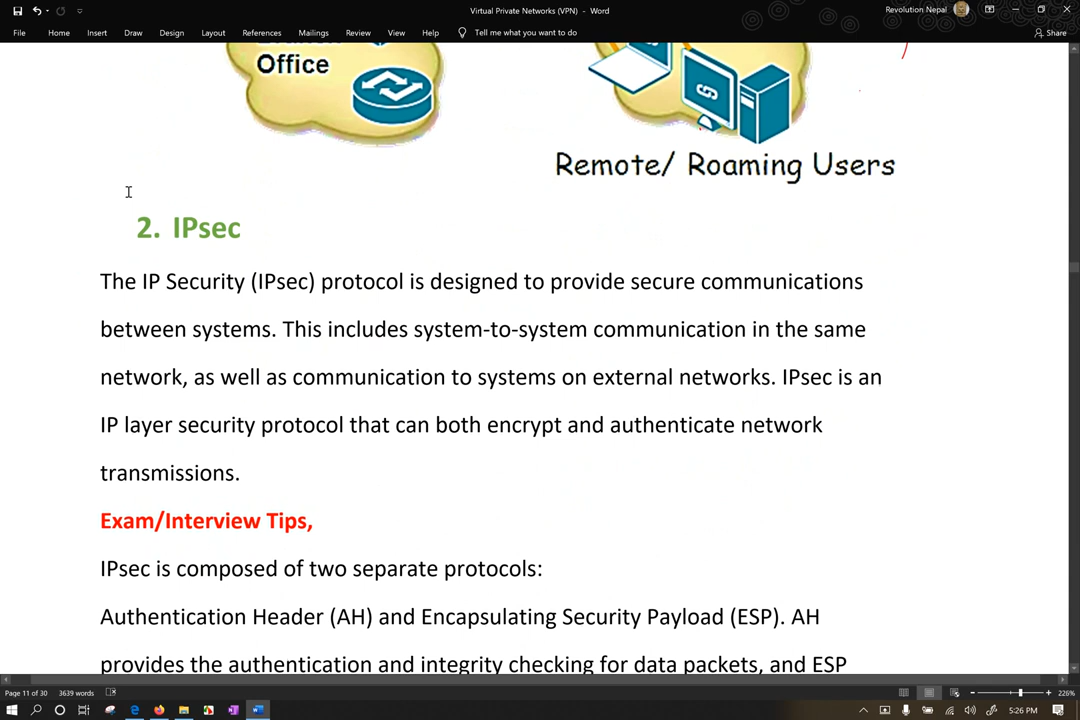 Virtual Private Networks (VPN) - Word
Revolution Nepal
File Home Insert Draw Design Layout References Mailings Review View Help Tell me what you want to do
Share
Office
Remote/ Roaming Users
2. IPsec
The IP Security (IPsec) protocol is designed to provide secure communications
between systems. This includes system-to-system communication in the same
network, as well as communication to systems on external networks. IPsec is an
IP layer security protocol that can both encrypt and authenticate network
transmissions.
Exam/Interview Tips,
IPsec is composed of two separate protocols:
Authentication Header (AH) and Encapsulating Security Payload (ESP). AH
provides the authentication and integrity checking for data packets, and ESP
Page 11 of 30 3639 words
226%
5:26 PM